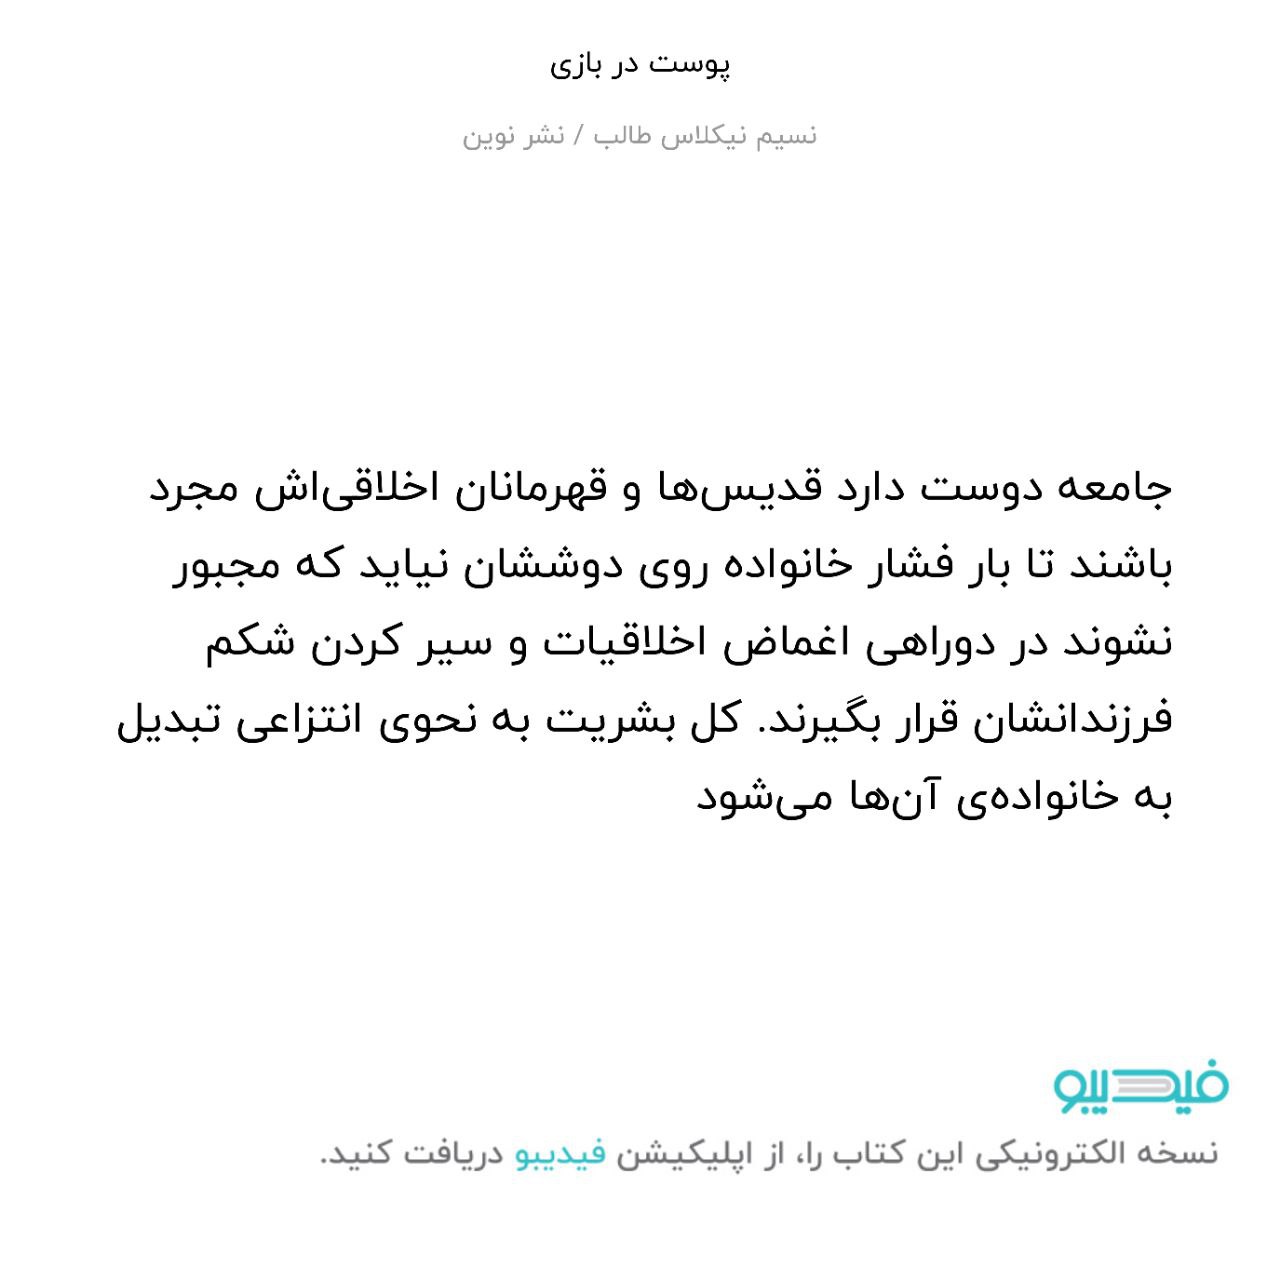 پوست در بازی
نسیم نیکلاس طالب / نشر نوین
جامعه دوست دارد قدیس‌ها و قهرمانان اخلاقی‌اش مجرد
باشند تا بار فشار خانواده روی دوششان نیاید که مجبور
نشوند در دوراهی اغماض اخلاقیات و سیر کردن شکم
فرزندانشان قرار بگیرند. کل بشریت به نحوی انتزاعی تبدیل
به خانواده‌ی آن‌ها می‌شود
فیدیبو
نسخه الکترونیکی این کتاب را، از اپلیکیشن فیدیبو دریافت کنید.